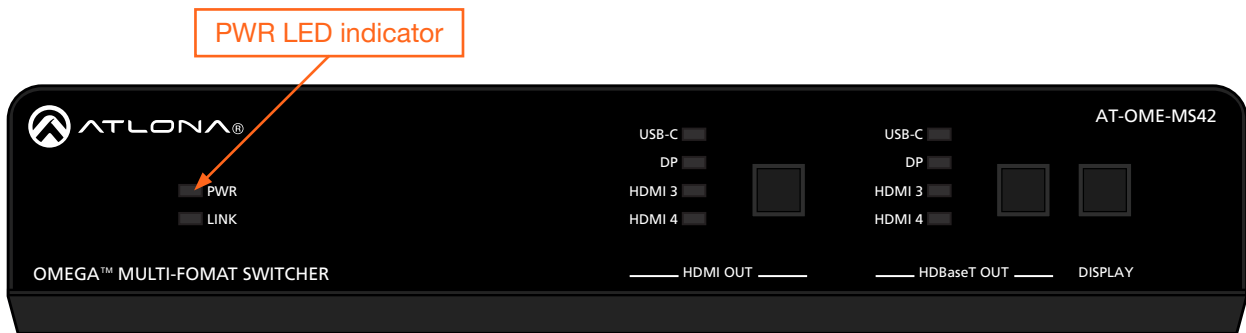 PWR LED indicator
ATLONA®
AT-OME-MS42
USB-C
DP
HDMI 3
HDMI 4
USB-C
DP
HDMI 3
HDMI 4
PWR
LINK
OMEGA™ MULTI-FOMAT SWITCHER
HDMI OUT
HDBaseT OUT
DISPLAY